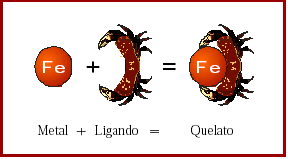 Fe + = Fe
Metal + Ligando = Quelato